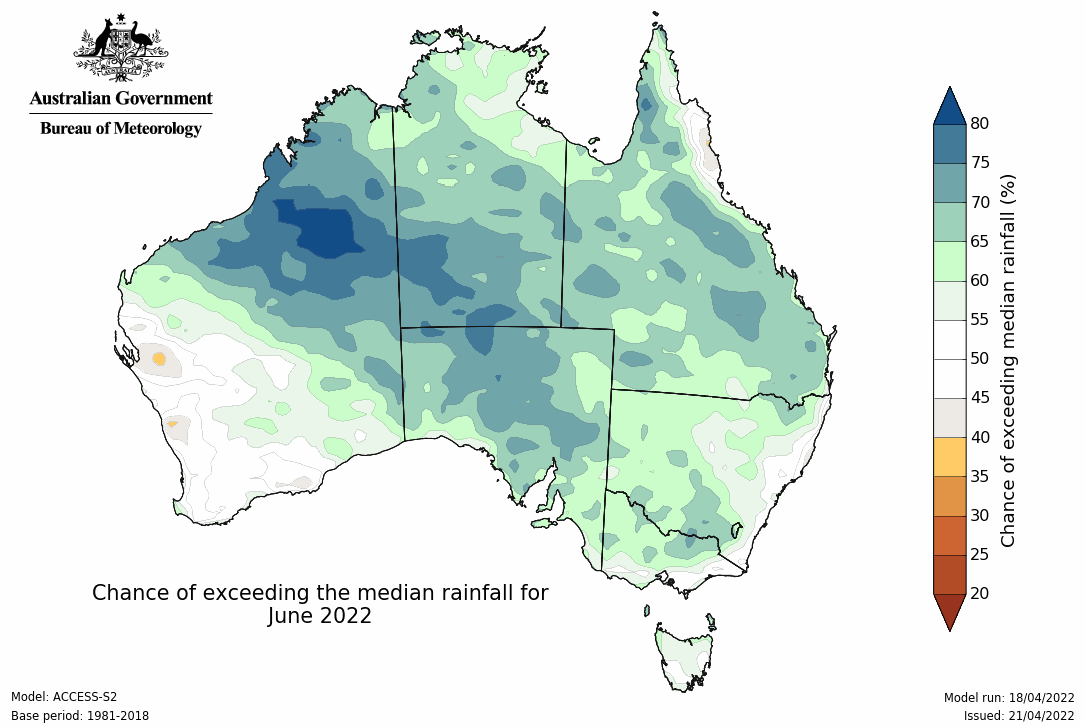 Australian Government
Bureau of Meteorology
80
75
70
65
60
55
50
45
40
35
30
25
20
Chance of exceeding median rainfall (%)
Chance of exceeding the median rainfall for
June 2022
Model: ACCESS-S2
Base period: 1981-2018
Model run: 18/04/2022
Issued: 21/04/2022